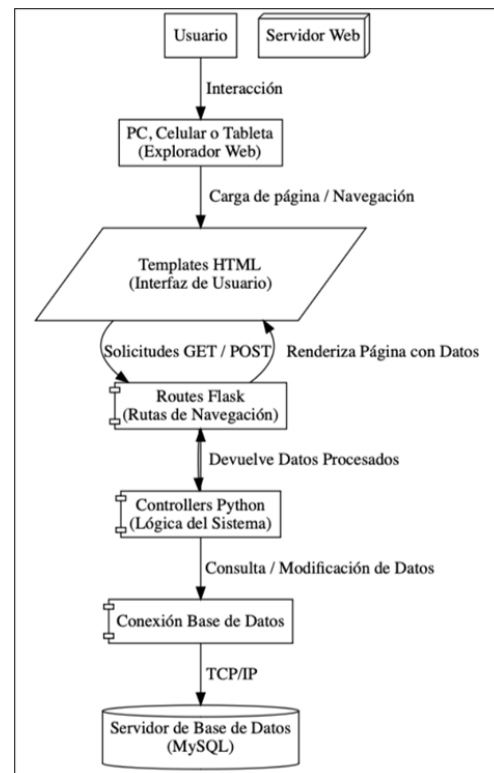 Usuario
Servidor Web
Interacción
PC, Celular o Tableta
(Explorador Web)
Carga de página / Navegación
Templates HTML
(Interfaz de Usuario)
Solicitudes GET / POST
Renderiza Página con Datos
Routes Flask
(Rutas de Navegación)
Devuelve Datos Procesados
Controllers Python
(Lógica del Sistema)
Consulta / Modificación de Datos
Conexión Base de Datos
TCP/IP
Servidor de Base de Datos
(MySQL)